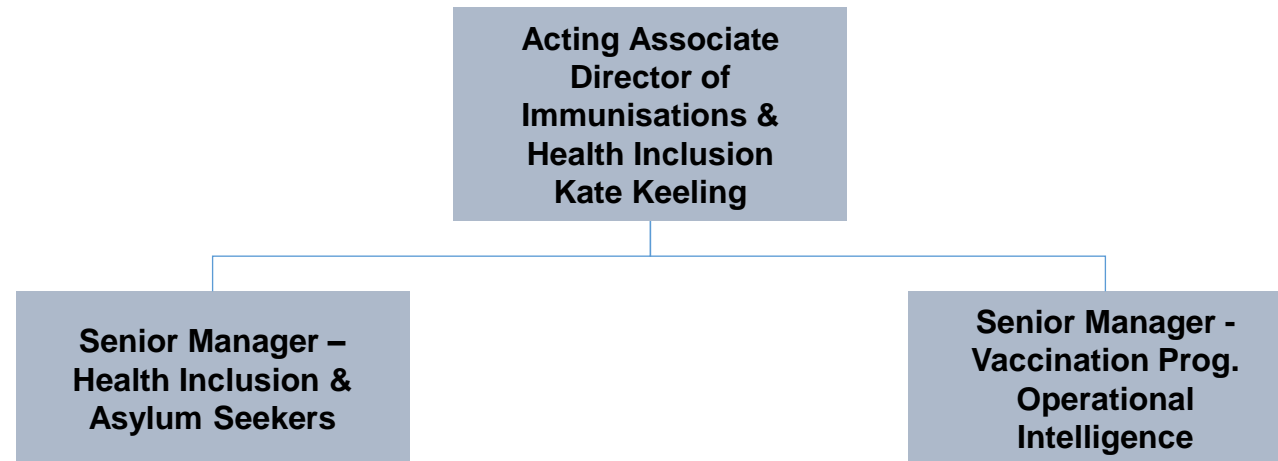 Acting Associate
Director of
Immunisations &
Health Inclusion
Kate Keeling
Senior Manager –
Health Inclusion &
Asylum Seekers
Senior Manager -
Vaccination Prog.
Operational
Intelligence